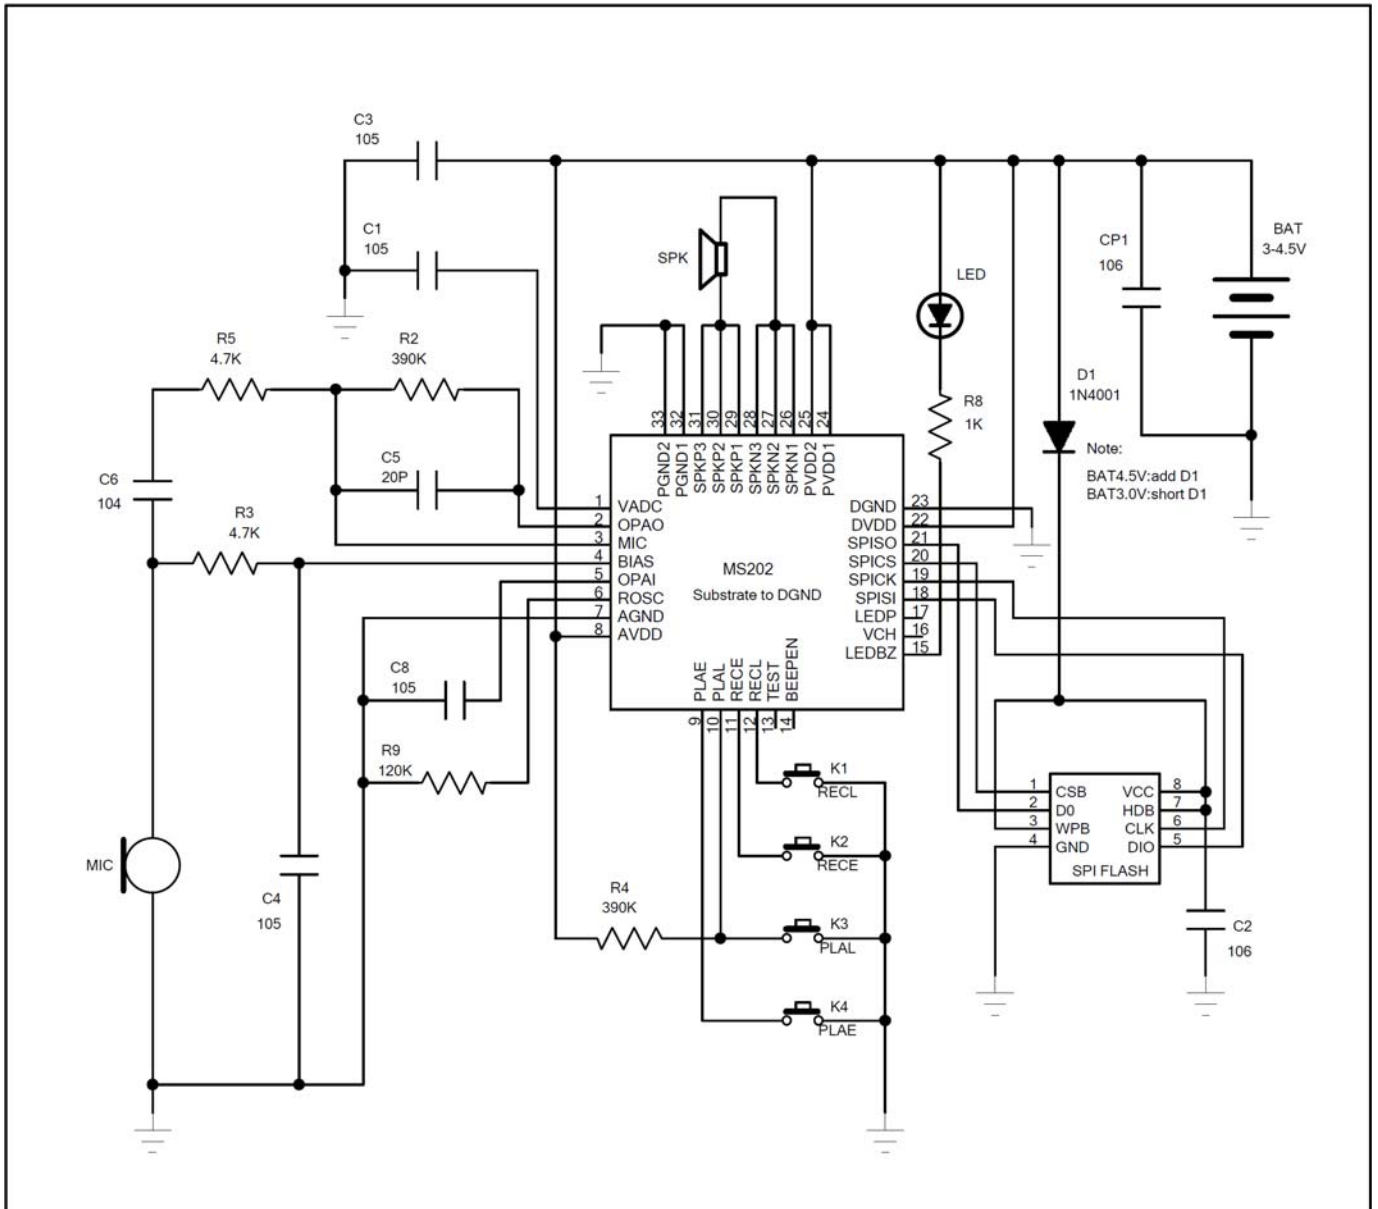 C3
105
C1
105
SPK
LED
CP1
106
BAT
3-4.5V
R5
4.7K
R2
390K
D1
1N4001
R8
1K
Note:
BAT4.5V:add D1
BAT3.0V:short D1
C6
104
C5
20P
R3
4.7K
33 32 31 30 29 28 27 26 25 24
PGND2 PGND1 SPKP3 SPKP2 SPKP1 SPKN3 SPKN2 SPKN1 PVDD2 PVDD1
1 VADC
2 OPAO
3 MIC
4 BIAS
5 OPAI
6 ROSC
7 AGND
8 AVDD
MS202
Substrate to DGND
DGND 23
DVDD 22
SPISO 21
SPICS 20
SPICK 19
SPISI 18
LEDP 17
VCH 16
LEDBZ 15
PLAE PLAL RECE RECL TEST BEEPEN
9 10 11 12 13 14
C8
105
R9
120K
K1
RECL
K2
RECE
K3
PLAL
K4
PLAE
R4
390K
MIC
C4
105
1 CSB VCC 8
2 D0 HDB 7
3 WPB CLK 6
4 GND DIO 5
SPI FLASH
C2
106